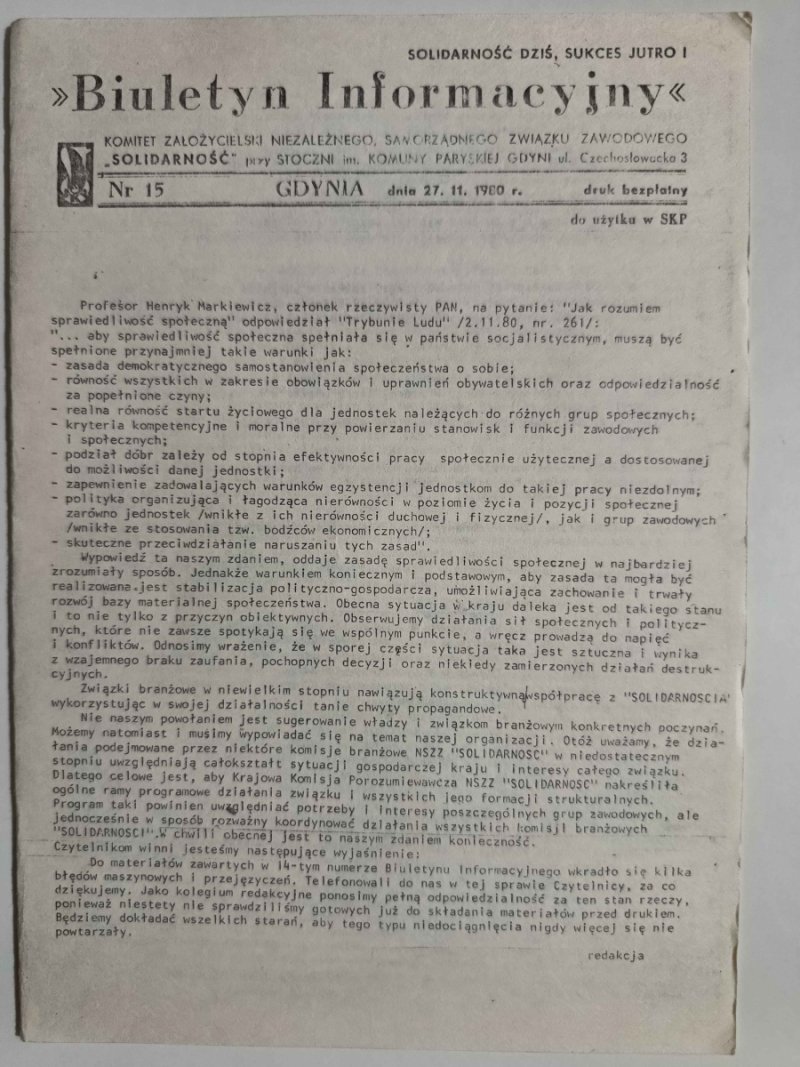 SOLIDARNOŚĆ DZIŚ, SUKCES JUTRO !
»Biuletyn Informacyjny«
KOMITET ZAŁOŻYCIELSKI NIEZALEŻNEGO, SAMORZĄDNEGO ZWIĄZKU ZAWODOWEGO
„SOLIDARNOŚĆ" przy STOCZNI im. KOMUNY PARYSKIEJ GDYNI ul. Czechosłowacka 3
Nr 15 GDYNIA dnia 27. 11. 1980 r. druk bezpłatny
do użytku w SKP
Profesor Henryk Markiewicz, członek rzeczywisty PAN, na pytanie: "Jak rozumiem
sprawiedliwość społeczną" odpowiedział "Trybunie Ludu" /2.11.80, nr. 261/:
"... aby sprawiedliwość społeczna spełniała się w państwie socjalistycznym, muszą być
spełnione przynajmniej takie warunki jak:
- zasada demokratycznego samostanowienia społeczeństwa o sobie;
- równość wszystkich w zakresie obowiązków i uprawnień obywatelskich oraz odpowiedzialność
za popełnione czyny;
- realna równość startu życiowego dla jednostek należących do różnych grup społecznych;
- kryteria kompetencyjne i moralne przy powierzaniu stanowisk i funkcji zawodowych
i społecznych;
- podział dóbr zależy od stopnia efektywności pracy społecznie użytecznej a dostosowanej
do możliwości danej jednostki;
- zapewnienie zadowalających warunków egzystencji jednostkom do takiej pracy niezdolnym;
- polityka organizująca i łagodząca nierówności w poziomie życia i pozycji społecznej
zarówno jednostek /wnikłe z ich nierówności duchowej i fizycznej/, jak i grup zawodowych
/wnikłe ze stosowania tzw. bodźców ekonomicznych/;
- skuteczne przeciwdziałanie naruszaniu tych zasad".
Wypowiedź ta naszym zdaniem, oddaje zasadę sprawiedliwości społecznej w najbardziej
zrozumiały sposób. Jednakże warunkiem koniecznym i podstawowym, aby zasada ta mogła być
realizowana jest stabilizacja polityczno-gospodarcza, umożliwiająca zachowanie i trwały
rozwój bazy materialnej społeczeństwa. Obecna sytuacja w kraju daleka jest od takiego stanu
i to nie tylko z przyczyn obiektywnych. Obserwujemy działania sił społecznych i politycz-
nych, które nie zawsze spotykają się we wspólnym punkcie, a wręcz prowadzą do napięć
i konfliktów. Odnosimy wrażenie, że w sporej części sytuacja taka jest sztuczna i wynika
z wzajemnego braku zaufania, pochopnych decyzji oraz niekiedy zamierzonych działań destruk-
cyjnych.
Związki branżowe w niewielkim stopniu nawiązują konstruktywną współpracę z "SOLIDARNOSCIA"
wykorzystując w swojej działalności tanie chwyty propagandowe.
Nie naszym powołaniem jest sugerowanie władzy i związkom branżowym konkretnych poczynań.
Możemy natomiast i musimy wypowiadać się na temat naszej organizacji. Otóż uważamy, że dzia-
łania podejmowane przez niektóre komisje branżowe NSZZ "SOLIDARNOSC" w niedostatecznym
stopniu uwzględniają całokształt sytuacji gospodarczej kraju i interesy całego związku.
Dlatego celowe jest, aby Krajowa Komisja Porozumiewawcza NSZZ "SOLIDARNOSC" nakreśliła
ogólne ramy programowe działania związku i wszystkich jego formacji strukturalnych.
Program taki powinien uwzględniać potrzeby i interesy poszczególnych grup zawodowych, ale
jednocześnie w sposób rozważny koordynować działania wszystkich komisji branżowych
"SOLIDARNOSCI". W chwili obecnej jest to naszym zdaniem koniecznością.
Czytelnikom winni jesteśmy następujące wyjaśnienie:
Do materiałów zawartych w 14-tym numerze Biuletynu Informacyjnego wkradło się kilka
błędów maszynowych i przejęzyczeń. Telefonowali do nas w tej sprawie Czytelnicy, za co
dziękujemy. Jako kolegium redakcyjne ponosimy pełną odpowiedzialność za ten stan rzeczy,
ponieważ niestety nie sprawdziliśmy gotowych już do składania materiałów przed drukiem.
Będziemy dokładać wszelkich starań, aby tego typu niedociągnięcia nigdy więcej się nie
powtarzały.
redakcja